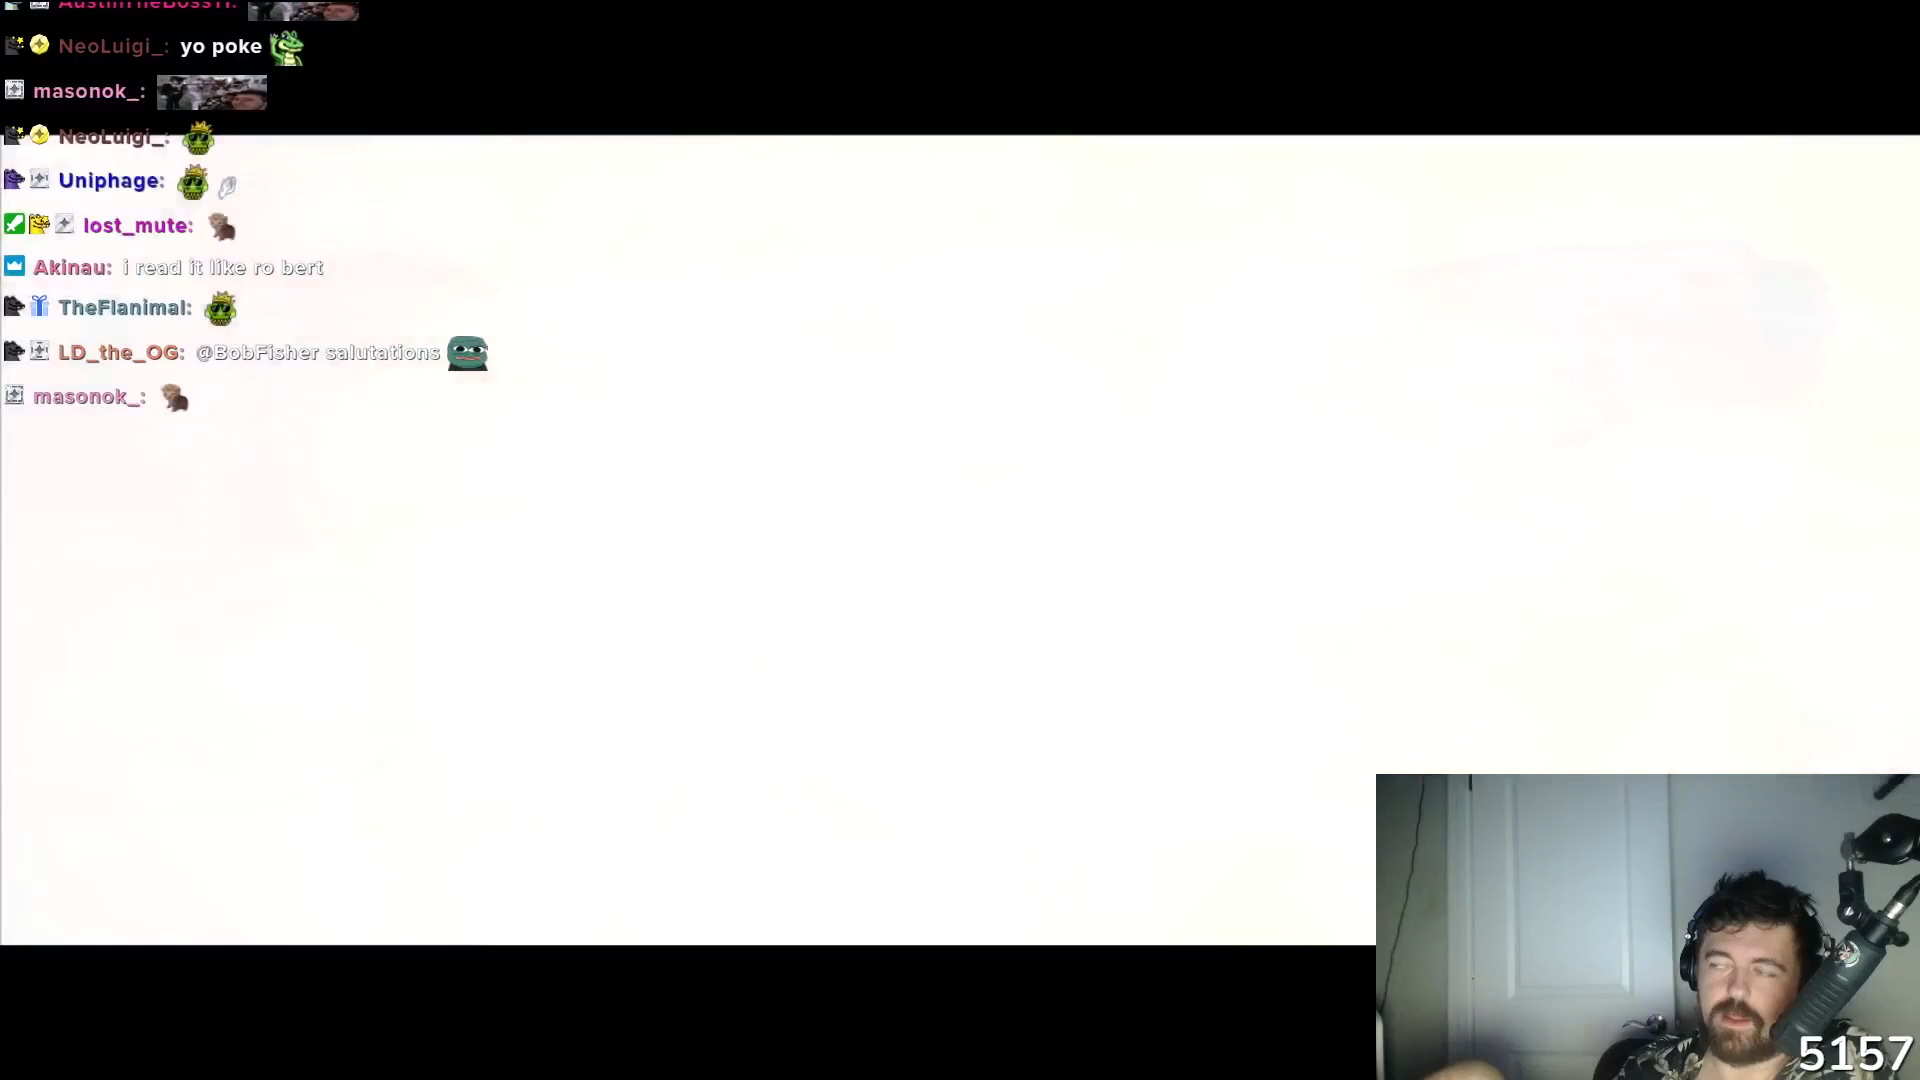 NeoLuigi_: yo poke
masonok_:
NeoLuigi_:
Uniphage:
lost_mute:
Akinau: i read it like ro bert
TheFlanimal:
LD_the_OG: @BobFisher salutations
masonok_:
5157